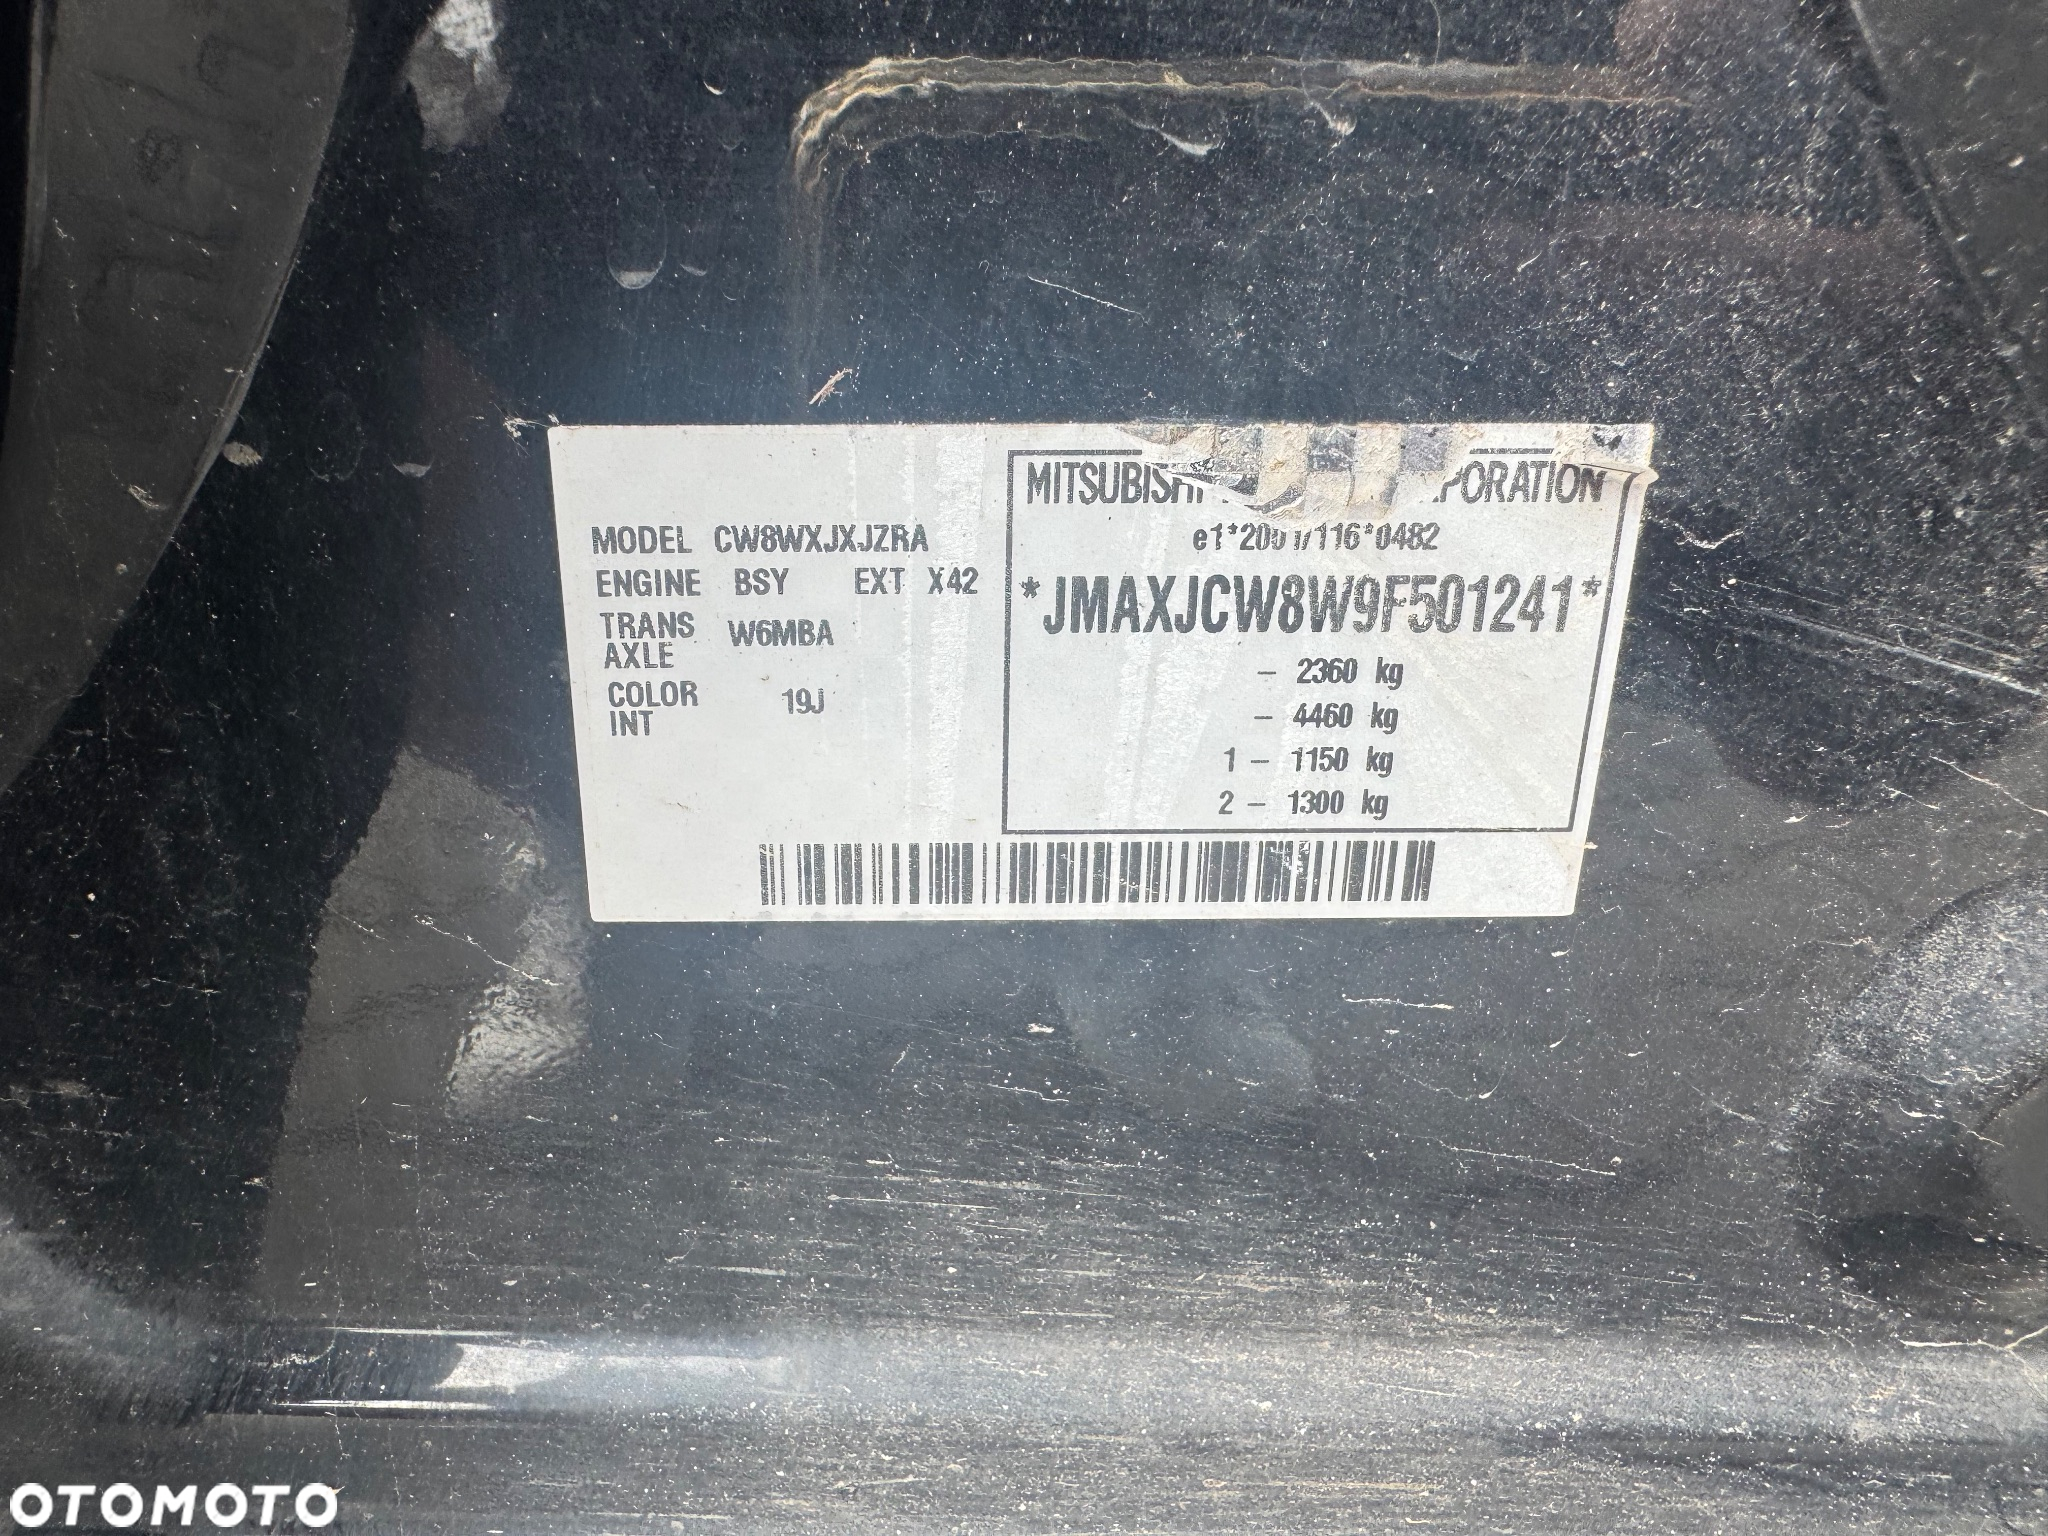 MITSUBISHI PORATION
MODEL CW8WXJXJZRA
e1*2001/116*0482
ENGINE BSY EXT X42
*JMAXJCW8W9F501241*
TRANS AXLE W6MBA
- 2360 kg
COLOR INT 19J
- 4460 kg
1 - 1150 kg
2 - 1300 kg
OTOMOTO